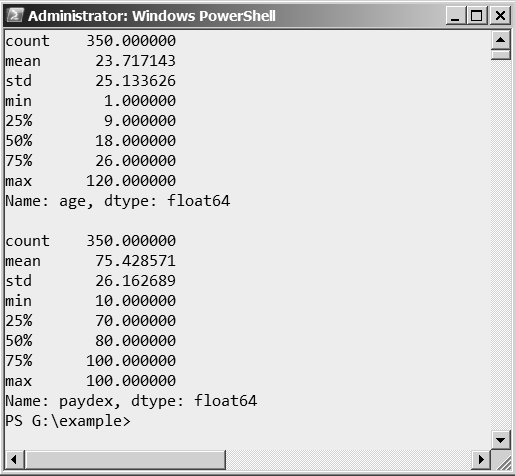 Administrator: Windows PowerShell
count    350.000000
mean      23.717143
std       25.133626
min        1.000000
25%        9.000000
50%       18.000000
75%       26.000000
max      120.000000
Name: age, dtype: float64

count    350.000000
mean      75.428571
std       26.162689
min       10.000000
25%       70.000000
50%       80.000000
75%      100.000000
max      100.000000
Name: paydex, dtype: float64
PS G:\example>